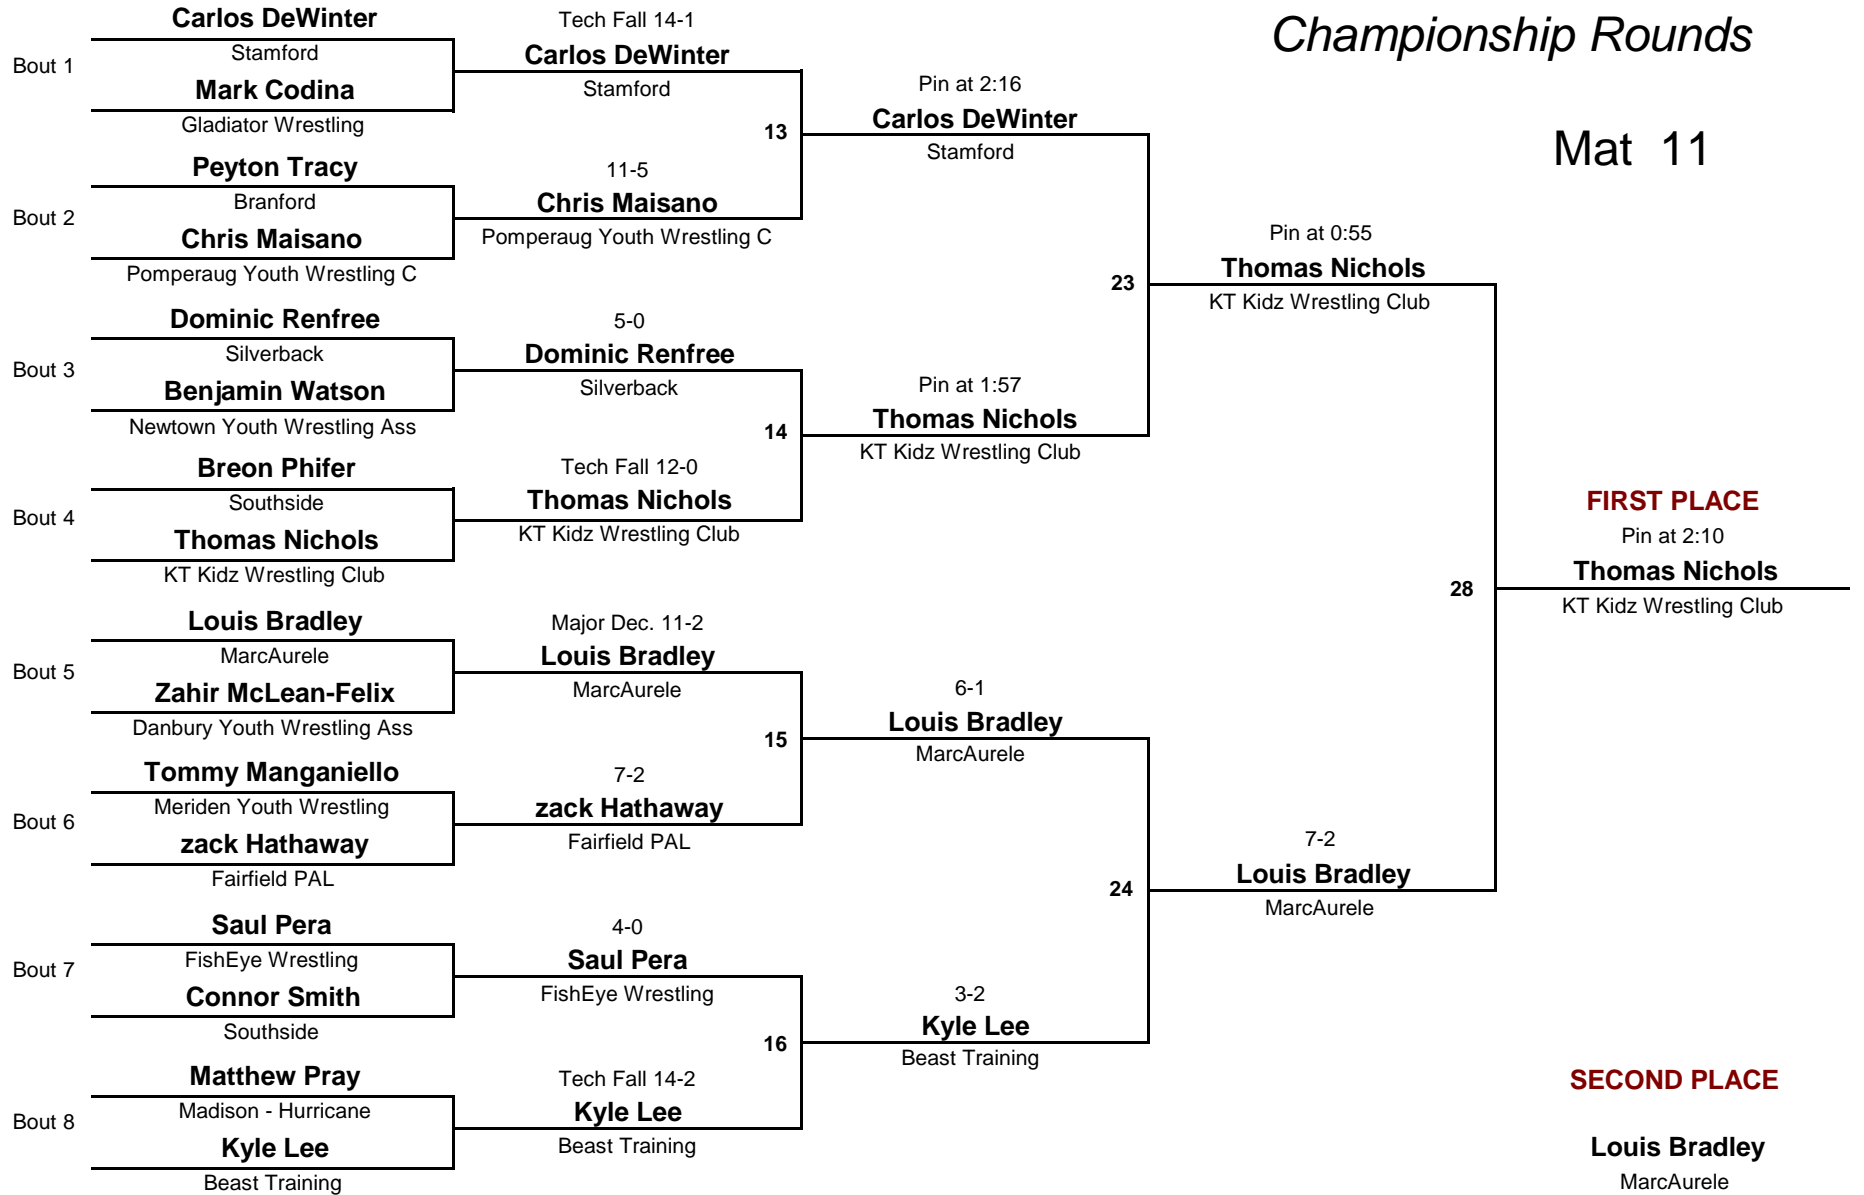 Championship Rounds
Mat 11
Bout 1
Carlos DeWinter
Stamford
Mark Codina
Gladiator Wrestling
Bout 2
Peyton Tracy
Branford
Chris Maisano
Pomperaug Youth Wrestling C
Bout 3
Dominic Renfree
Silverback
Benjamin Watson
Newtown Youth Wrestling Ass
Bout 4
Breon Phifer
Southside
Thomas Nichols
KT Kidz Wrestling Club
Bout 5
Louis Bradley
MarcAurele
Zahir McLean-Felix
Danbury Youth Wrestling Ass
Bout 6
Tommy Manganiello
Meriden Youth Wrestling
zack Hathaway
Fairfield PAL
Bout 7
Saul Pera
FishEye Wrestling
Connor Smith
Southside
Bout 8
Matthew Pray
Madison - Hurricane
Kyle Lee
Beast Training
Tech Fall 14-1
Carlos DeWinter
Stamford
13
11-5
Chris Maisano
Pomperaug Youth Wrestling C
5-0
Dominic Renfree
Silverback
14
Tech Fall 12-0
Thomas Nichols
KT Kidz Wrestling Club
Major Dec. 11-2
Louis Bradley
MarcAurele
15
7-2
zack Hathaway
Fairfield PAL
4-0
Saul Pera
FishEye Wrestling
16
Tech Fall 14-2
Kyle Lee
Beast Training
Pin at 2:16
Carlos DeWinter
Stamford
23
Pin at 1:57
Thomas Nichols
KT Kidz Wrestling Club
6-1
Louis Bradley
MarcAurele
24
3-2
Kyle Lee
Beast Training
Pin at 0:55
Thomas Nichols
KT Kidz Wrestling Club
28
7-2
Louis Bradley
MarcAurele
FIRST PLACE
Pin at 2:10
Thomas Nichols
KT Kidz Wrestling Club
SECOND PLACE
Louis Bradley
MarcAurele